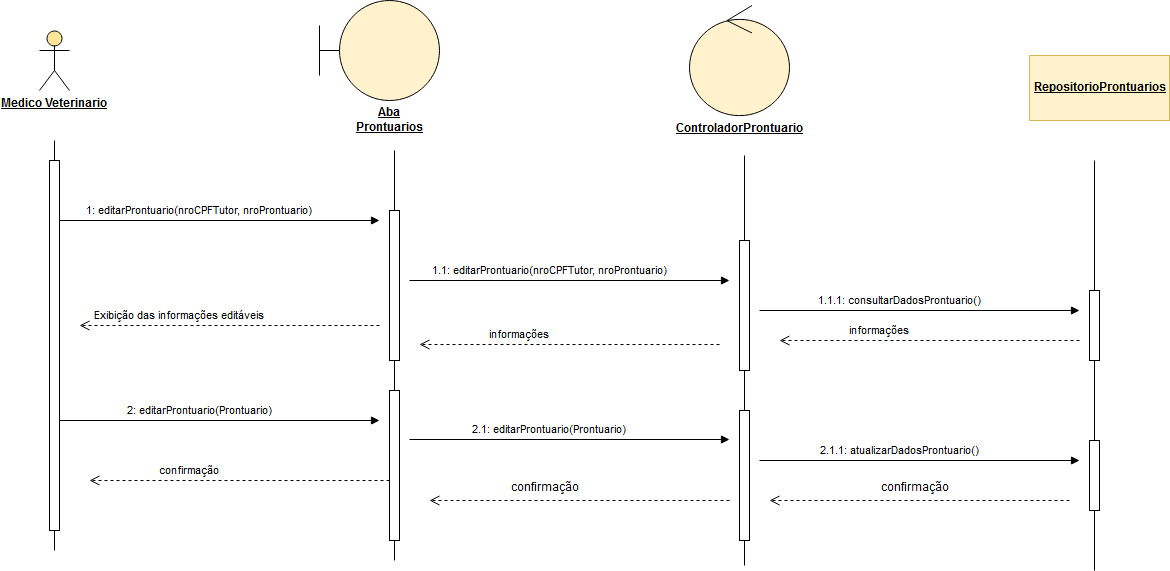 Medico Veterinario
Aba
Prontuarios
ControladorProntuario
RepositorioProntuarios
1: editarProntuario(nroCPFTutor, nroProntuario)
1.1: editarProntuario(nroCPFTutor, nroProntuario)
1.1.1: consultarDadosProntuario()
Exibição das informações editáveis
informações
informações
2: editarProntuario(Prontuario)
2.1: editarProntuario(Prontuario)
2.1.1: atualizarDadosProntuario()
confirmação
confirmação
confirmação